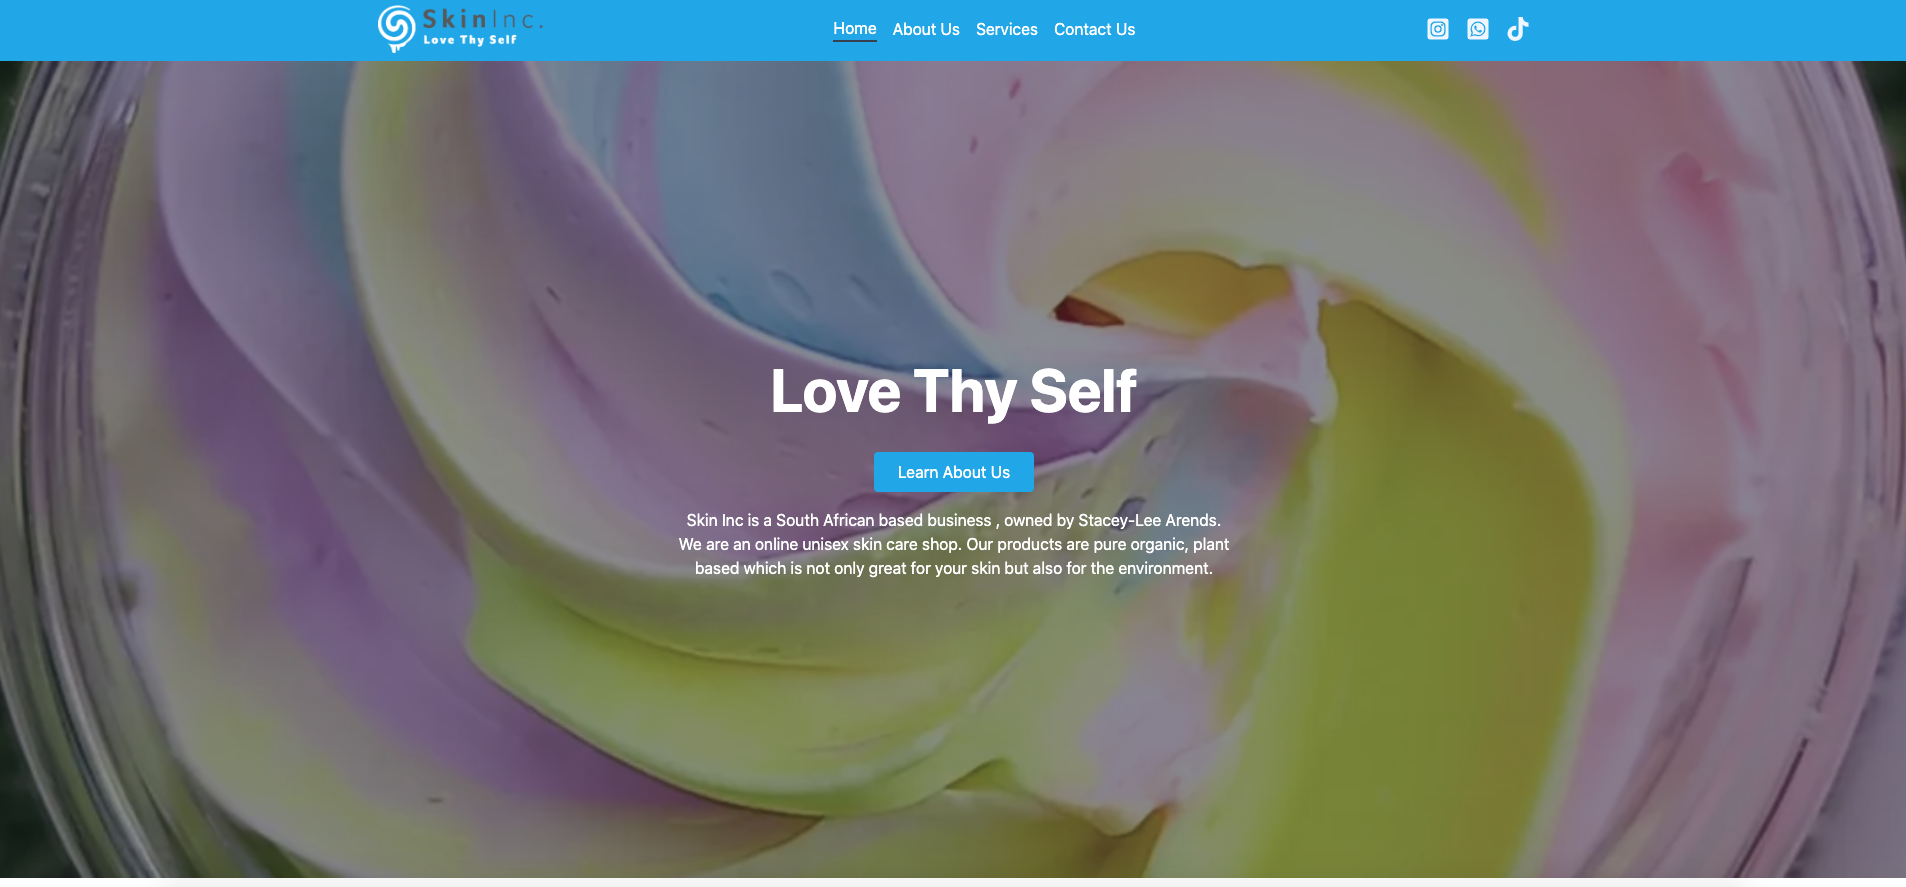 SkinInc.
Love Thy Self
Home About Us Services Contact Us
Love Thy Self
Learn About Us
Skin Inc is a South African based business , owned by Stacey-Lee Arends.
We are an online unisex skin care shop. Our products are pure organic, plant
based which is not only great for your skin but also for the environment.